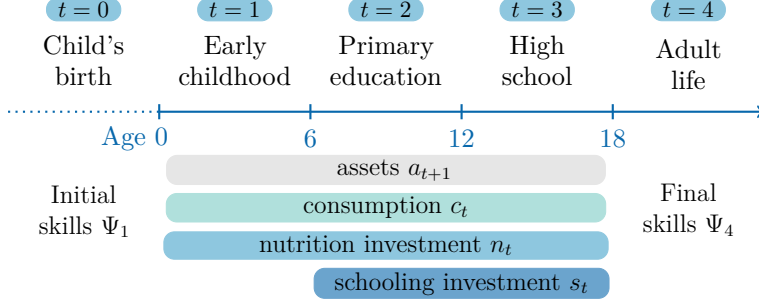 t = 0 t = 1 t = 2 t = 3 t = 4
Child's Early Primary High Adult
birth childhood education school life
Age 0 6 12 18
assets a_{t+1}
Initial
skills Ψ_1
consumption c_t
Final
skills Ψ_4
nutrition investment n_t
schooling investment s_t